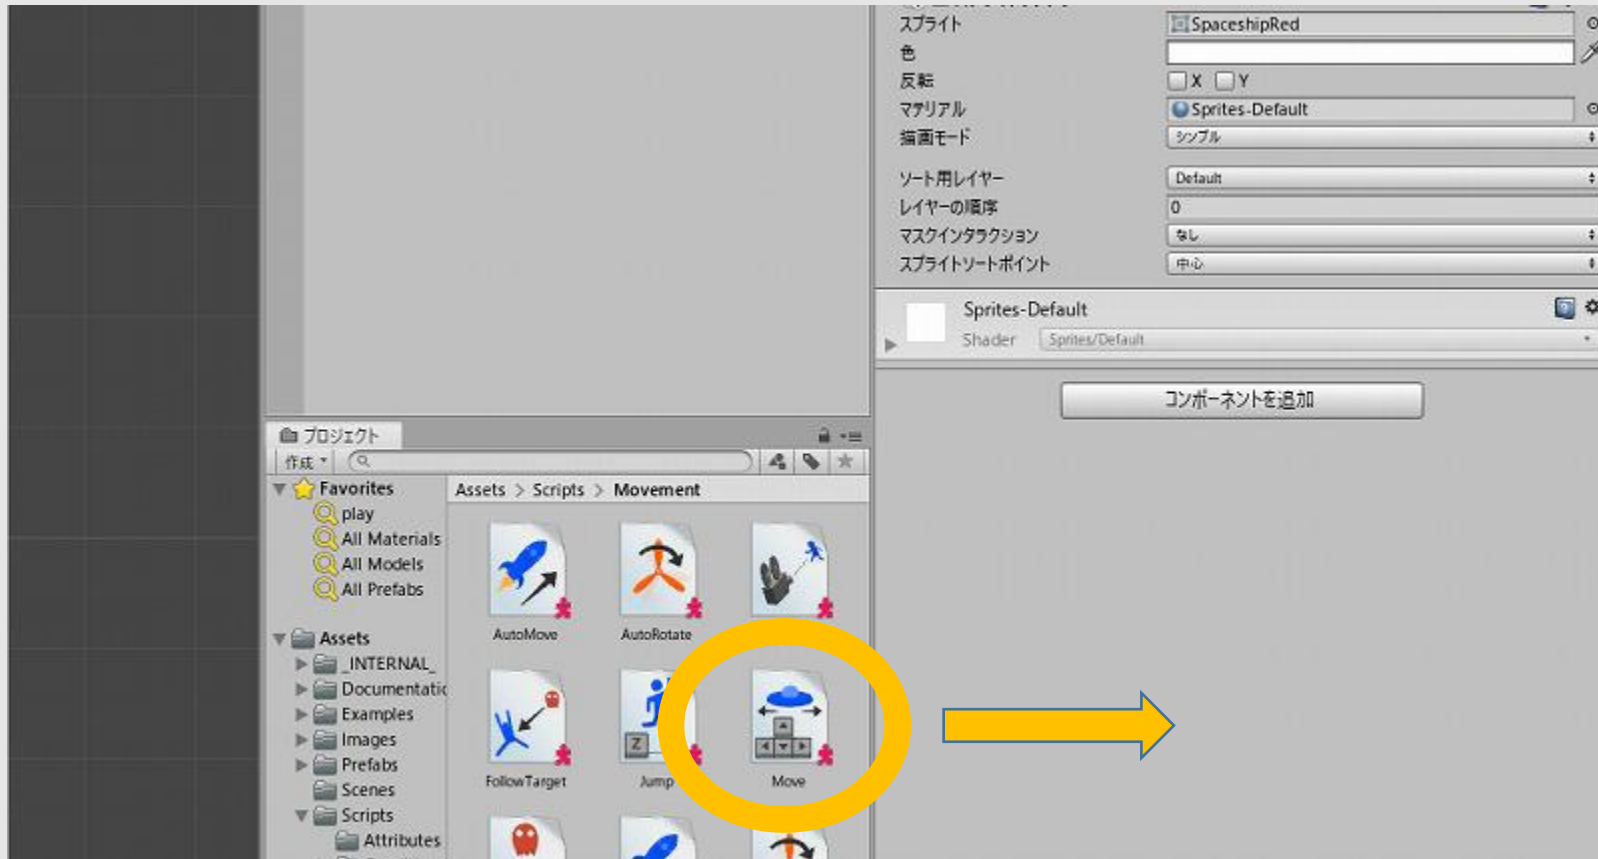 スプライト SpaceshipRed
色
反転 X Y
マテリアル Sprites-Default
描画モード シンプル
ソート用レイヤー Default
レイヤーの順序 0
マスクインタラクション なし
スプライトソートポイント 中心
Sprites-Default
Shader Sprites/Default
コンポーネントを追加
プロジェクト
作成
Favorites
play
All Materials
All Models
All Prefabs
Assets
_INTERNAL_
Documentatic
Examples
Images
Prefabs
Scenes
Scripts
Attributes
Assets > Scripts > Movement
AutoMove AutoRotate
Z
FollowTarget Jump Move